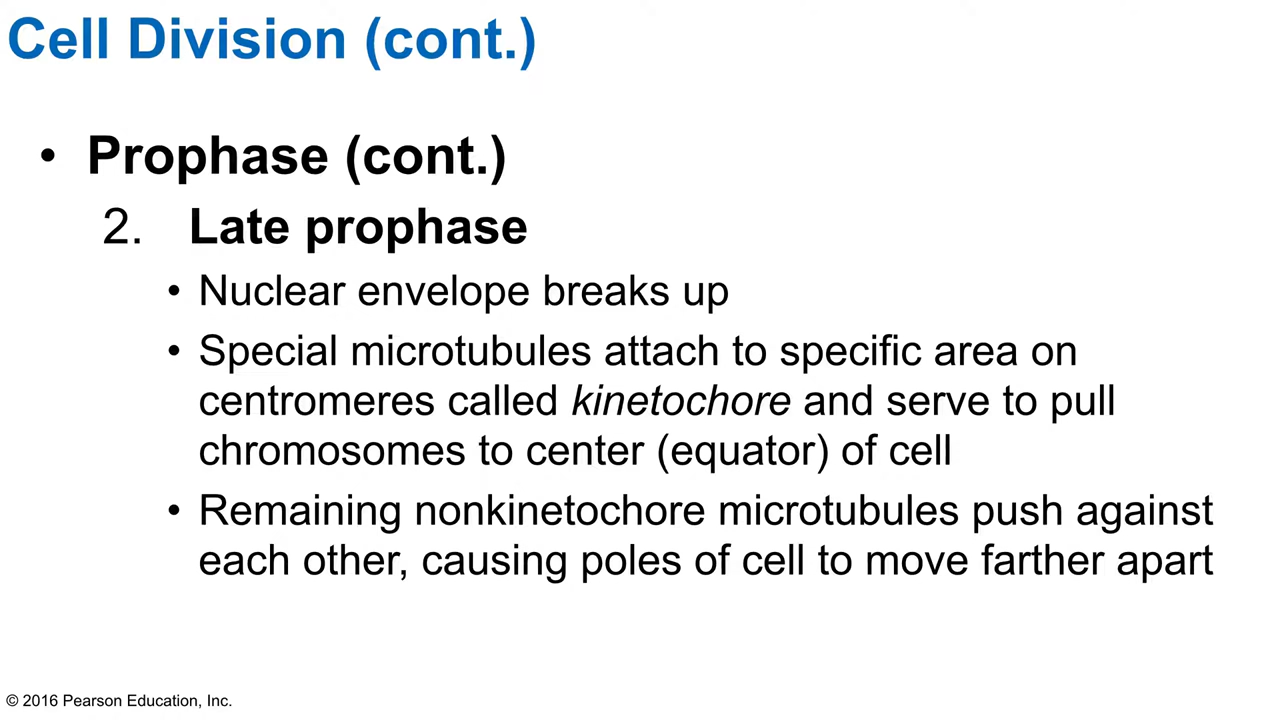 Cell Division (cont.)
• Prophase (cont.)
2. Late prophase
• Nuclear envelope breaks up
• Special microtubules attach to specific area on
centromeres called kinetochore and serve to pull
chromosomes to center (equator) of cell
• Remaining nonkinetochore microtubules push against
each other, causing poles of cell to move farther apart
© 2016 Pearson Education, Inc.